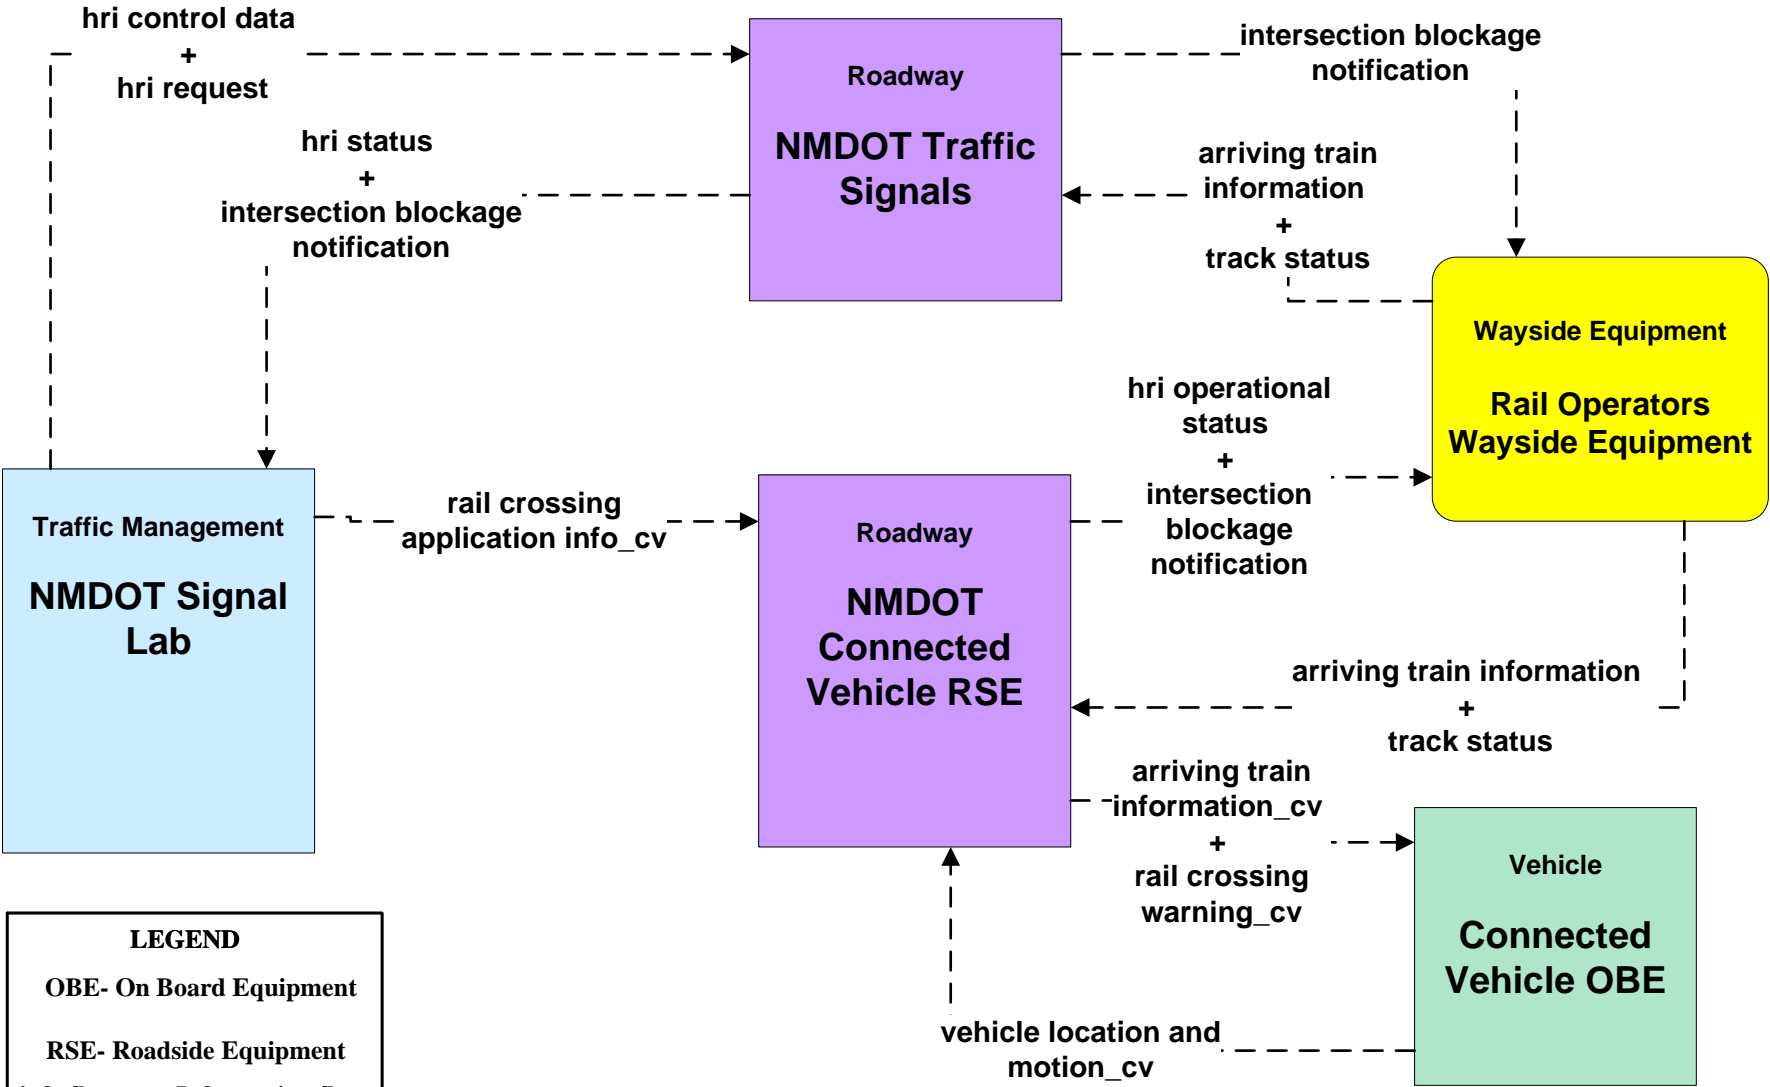 hri control data
+
hri request
hri status
+
intersection blockage
notification
Roadway
NMDOT Traffic
Signals
intersection blockage
notification
arriving train
information
+
track status
Wayside Equipment
Rail Operators
Wayside Equipment
Traffic Management
NMDOT Signal
Lab
rail crossing
application info_cv
Roadway
NMDOT
Connected
Vehicle RSE
hri operational
status
+
intersection
blockage
notification
arriving train information
+
track status
arriving train
information_cv
+
rail crossing
warning_cv
Vehicle
Connected
Vehicle OBE
vehicle location and
motion_cv
LEGEND
OBE- On Board Equipment
RSE- Roadside Equipment